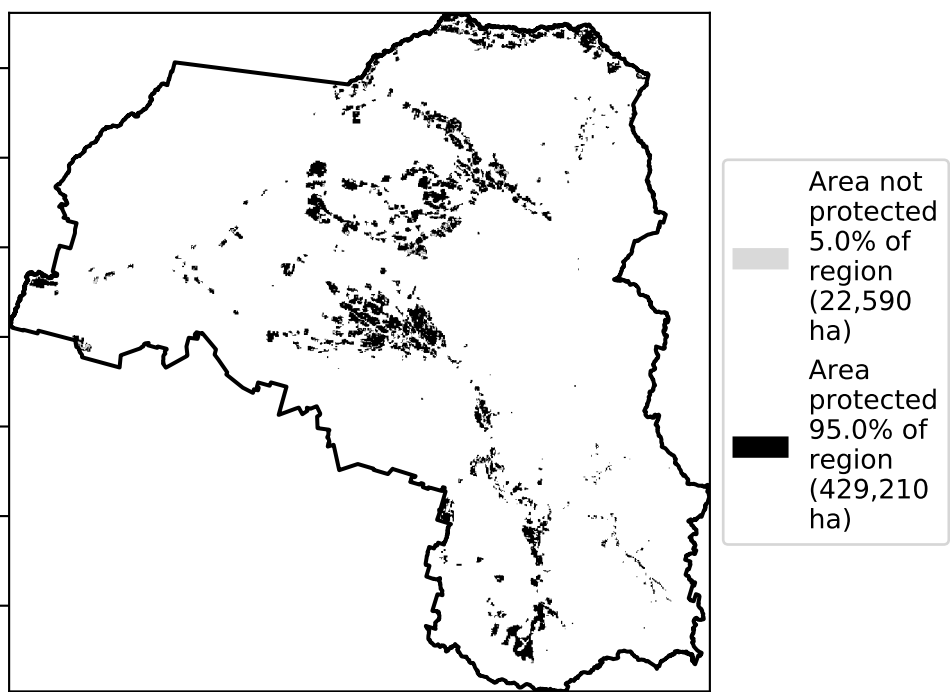 Area not
protected
5.0% of
region
(22,590
ha)
Area
protected
95.0% of
region
(429,210
ha)